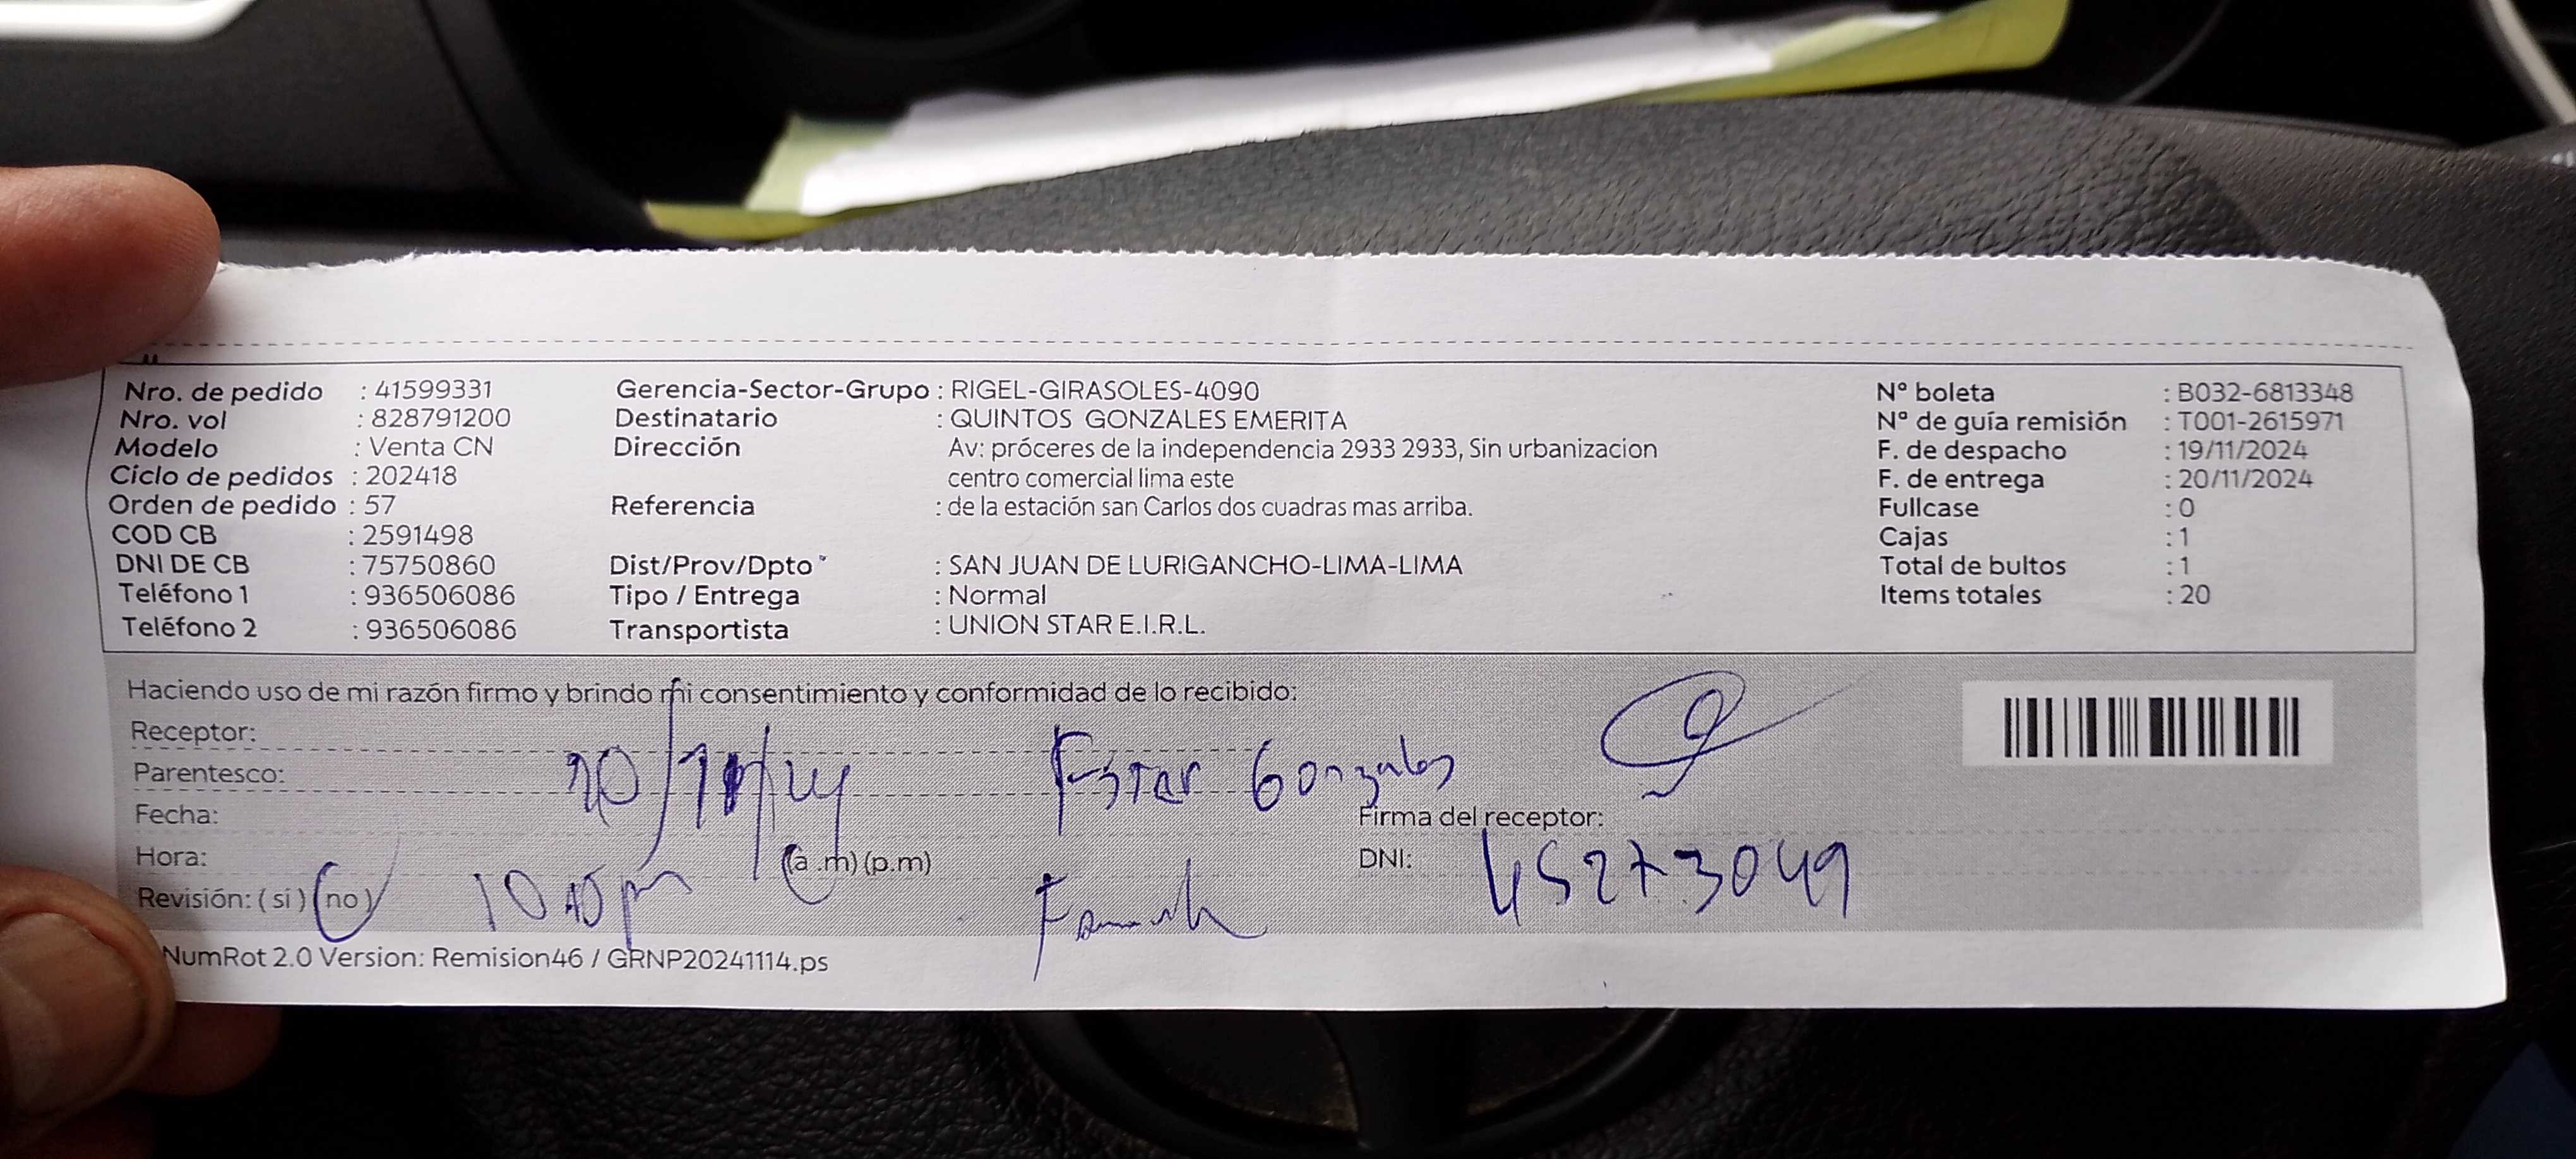 Nro. de pedido : 41599331 Gerencia-Sector-Grupo : RIGEL-GIRASOLES-4090 N° boleta : B032-6813348
Nro. vol : 828791200 Destinatario : QUINTOS GONZALES EMERITA N° de guía remisión : T001-2615971
Modelo : Venta CN Dirección Av: próceres de la independencia 2933 2933, Sin urbanizacion F. de despacho : 19/11/2024
Ciclo de pedidos : 202418 centro comercial lima este F. de entrega : 20/11/2024
Orden de pedido : 57 Referencia : de la estación san Carlos dos cuadras mas arriba. Fullcase : 0
COD CB : 2591498 Cajas : 1
DNI DE CB : 75750860 Dist/Prov/Dpto : SAN JUAN DE LURIGANCHO-LIMA-LIMA Total de bultos : 1
Teléfono 1 : 936506086 Tipo / Entrega : Normal Items totales : 20
Teléfono 2 : 936506086 Transportista : UNION STAR E.I.R.L.
Haciendo uso de mi razón firmo y brindo mi consentimiento y conformidad de lo recibido:
Receptor:
Parentesco: 20/11/24 Ester Gonzales
Fecha: Firma del receptor:
Hora: (a .m) (p.m) DNI: 45273049
Revisión: ( si ) (no)
NumRot 2.0 Version: Remision46 / GRNP20241114.ps